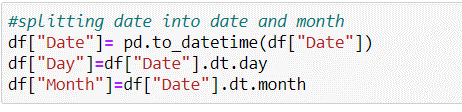 #splitting date into date and month
df["Date"]= pd.to_datetime(df["Date"])
df["Day"]=df["Date"].dt.day
df["Month"]=df["Date"].dt.month